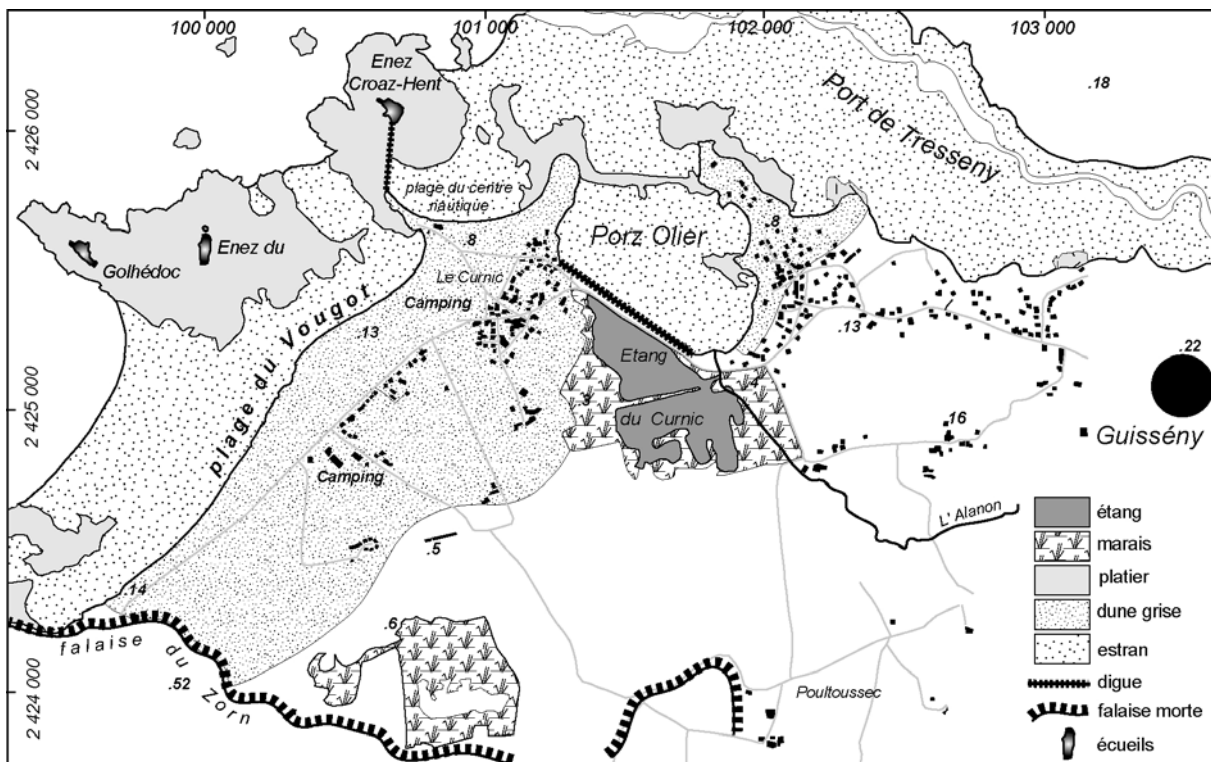 100 000
101 000
102 000
103 000
Enez
Croaz-Hent
.18
2 426 000
Port de Tresseny
plage du centre
nautique
8
8
Porz Olier
Enez du
Golhédoc
Le Curnic
Camping
plage du Vougot
.13
.13
Etang
.22
2 425 000
3
4
du Curnic
16
Guissény
Camping
L' Alanon
étang
marais
.5
platier
.14
dune grise
.6
falaise du Zorn
estran
.52
digue
2 424 000
Poultoussec
falaise morte
écueils